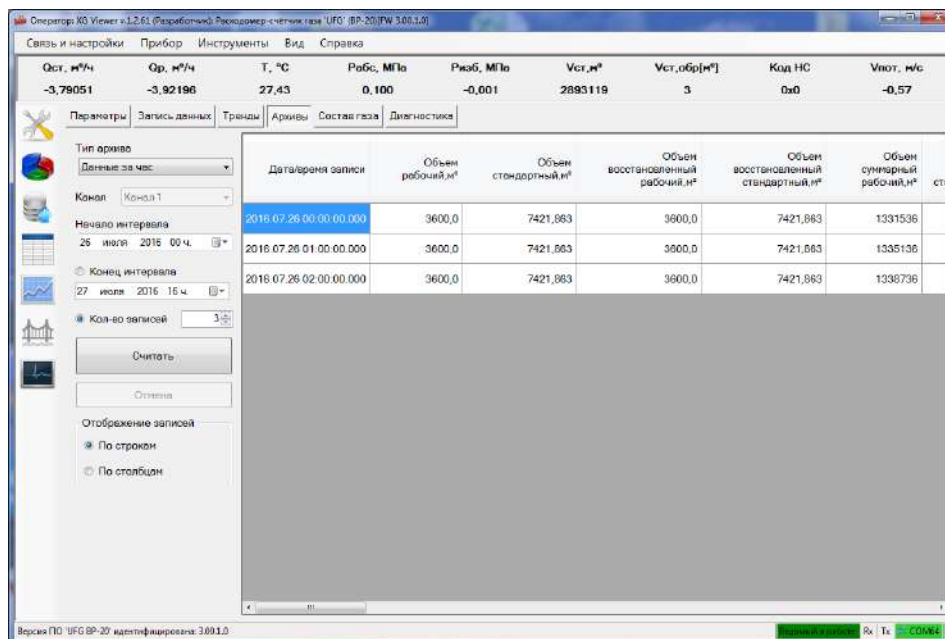 Оператор: XG Viewer v.1.2.61 (Разработчик): Расходомер-счетчик газа 'UFG' (ВР-20)[FW 3.00.1.0]
Связь и настройки Прибор Инструменты Вид Справка
Qст, м³/ч Qр, м³/ч T, °C Рабс, МПа Ризб, МПа Vст,м³ Vст,обр[м³] Код НС Vпот, м/с
-3,79051 -3,92196 27,43 0,100 -0,001 2893119 3 0x0 -0,57
Параметры Запись данных Тренды Архивы Состав газа Диагностика
Тип архива
Данные за час
Канал Канал 1
Начало интервала
26 июля 2016 00 ч.
Конец интервала
27 июля 2016 16 ч.
Кол-во записей 3
Считать
Отмена
Отображение записей
По строкам
По столбцам
Дата/время записи
Объем
рабочий,м³
Объем
стандартный,м³
Объем
восстановленный
рабочий,м³
Объем
восстановленный
стандартный,м³
Объем
суммарный
рабочий,м³
ст
2016.07.26 00:00:00.000 3600,0 7421,863 3600,0 7421,863 1331536
2016.07.26 01:00:00.000 3600,0 7421,863 3600,0 7421,863 1335136
2016.07.26 02:00:00.000 3600,0 7421,863 3600,0 7421,863 1338736
Версия ПО 'UFG ВР-20' идентифицирована: 3.00.1.0
Rx Tx COM64